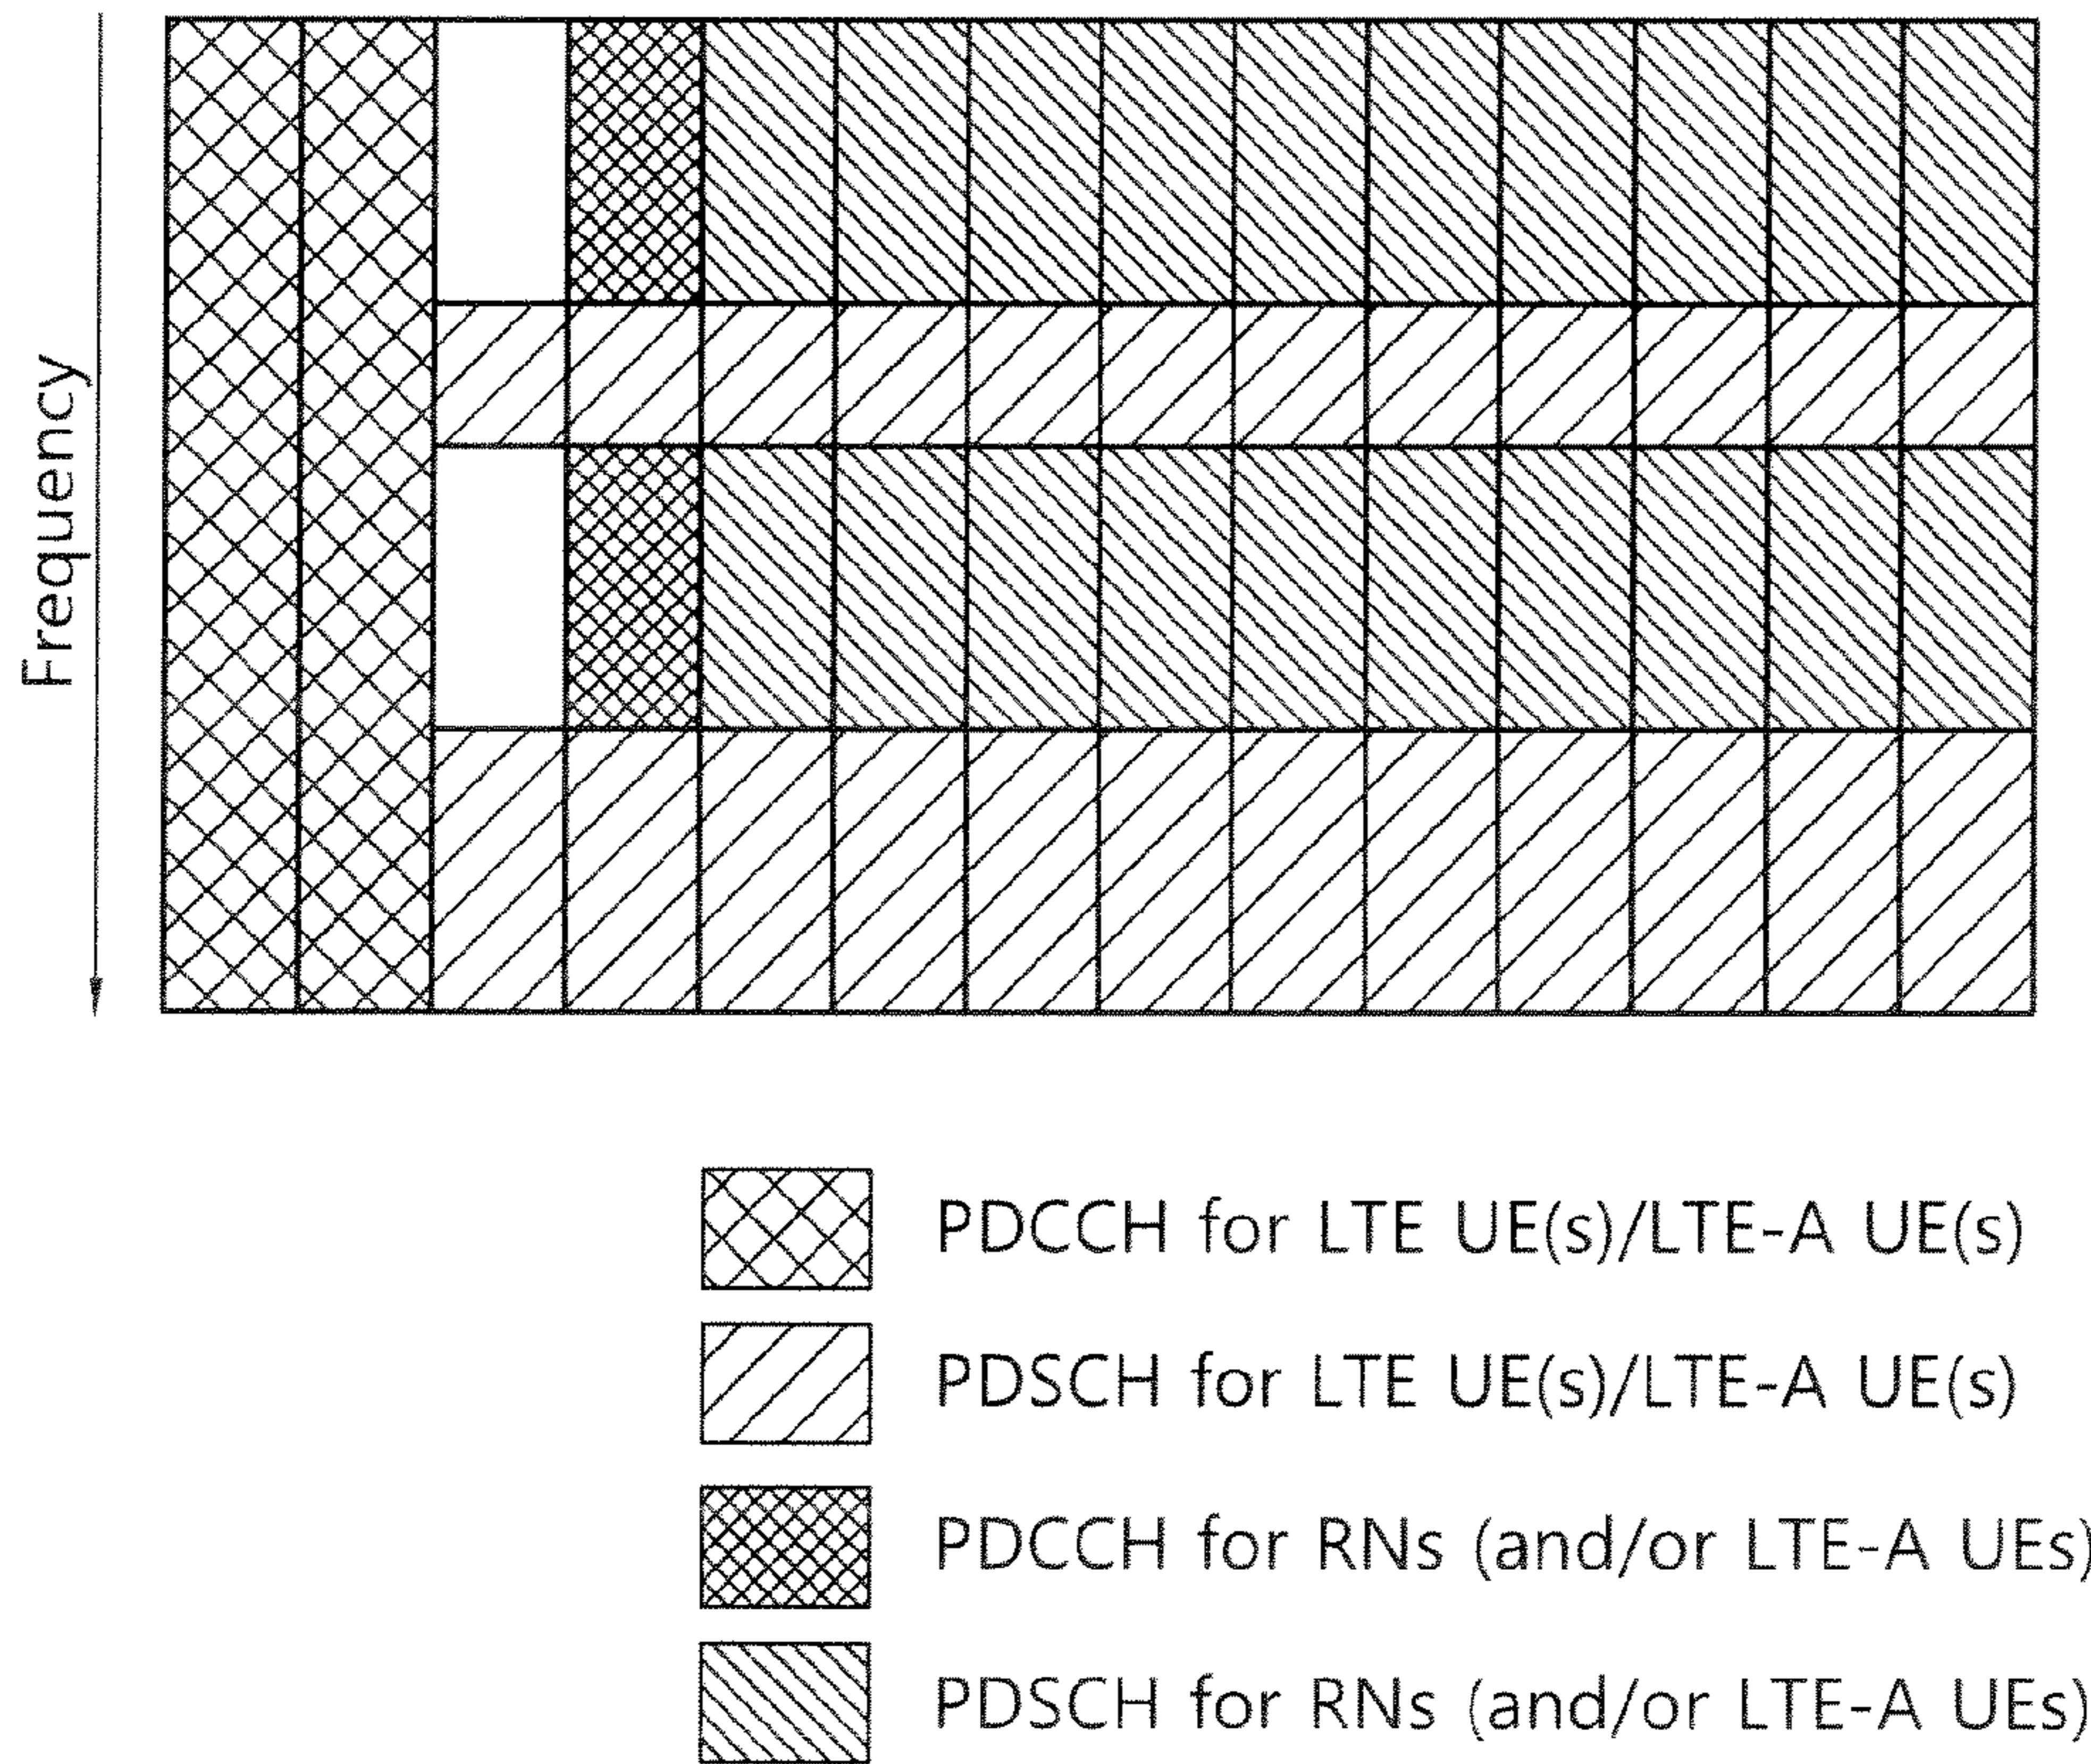 Frequency
PDCCH for LTE UE(s)/LTE-A UE(s)
PDSCH for LTE UE(s)/LTE-A UE(s)
PDCCH for RNs (and/or LTE-A UEs)
PDSCH for RNs (and/or LTE-A UEs)